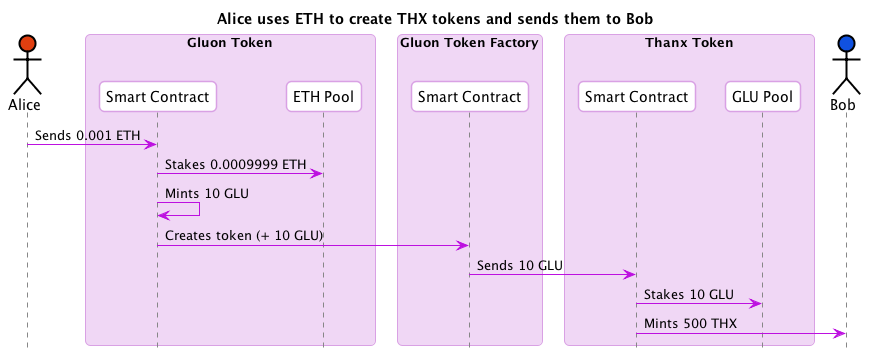 Alice uses ETH to create THX tokens and sends them to Bob
Gluon Token
Gluon Token Factory
Thanx Token
Alice
Smart Contract
ETH Pool
Smart Contract
Smart Contract
GLU Pool
Bob
Sends 0.001 ETH
Stakes 0.0009999 ETH
Mints 10 GLU
Creates token (+ 10 GLU)
Sends 10 GLU
Stakes 10 GLU
Mints 500 THX